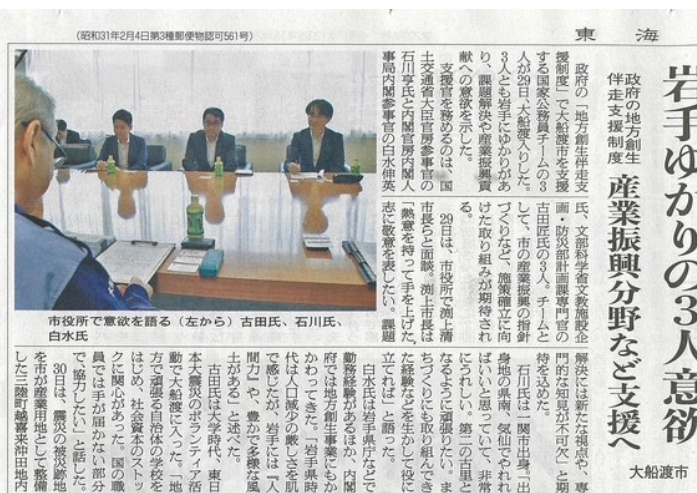 (昭和31年2月4日第3種郵便物認可561号)
東海
岩手ゆかりの3人意欲
政府の地方創生
伴走支援制度
産業振興分野など支援へ
大船渡市
政府の「地方創生伴走支
援制度」で大船渡市を支援
する国家公務員チームの3
人が29日、大船渡入りした。
3人とも岩手にゆかりがあ
り、課題解決や産業振興貢
献への意欲を示した。
支援官を務めるのは、国
土交通省大臣官房参事官の
石川亨氏と内閣官房内閣人
事局内閣参事官の白水伸英
氏、文部科学省文教施設企
画・防災部計画課専門官の
古田匠氏の3人。チームと
して、市の産業振興の指針
づくりなど、施策確立に向
けた取り組みが期待され
る。
29日は、市役所で渕上清
市長らと面談。渕上市長は
「熱意を持って手を上げた
志に敬意を表したい。課題
解決には新たな視点や、専
門的な知見が不可欠」と期
待を込めた。
石川氏は一関市出身。「出
身地の県南、気仙でやれれ
ばいいと思っていて、非常
にうれしい。第二の古里と
なるように頑張りたい。ま
ちづくりにも取り組んでき
た経験などを生かして役に
立てれば」と語った。
白水氏は岩手県庁などで
勤務経験があるほか、内閣
府では地方創生事業にもか
かわってきた。「岩手県時
代は人口減少の厳しさを肌
で感じたが、岩手には『人
間力』や、豊かで多様な風
土がある」と述べた。
古田氏は大学時代、東日
本大震災のボランティア活
動で大船渡に入った。「地
方で頑張る自治体の学校を
はじめ、社会資本のストッ
クに関心があった。国の職
員では手が届かない部分
で、協力したい」と話した。
30日は、震災の被災跡地
を市が産業用地として整備
した三陸町越喜来沖田地内
市役所で意欲を語る(左から)古田氏、石川氏、
白水氏